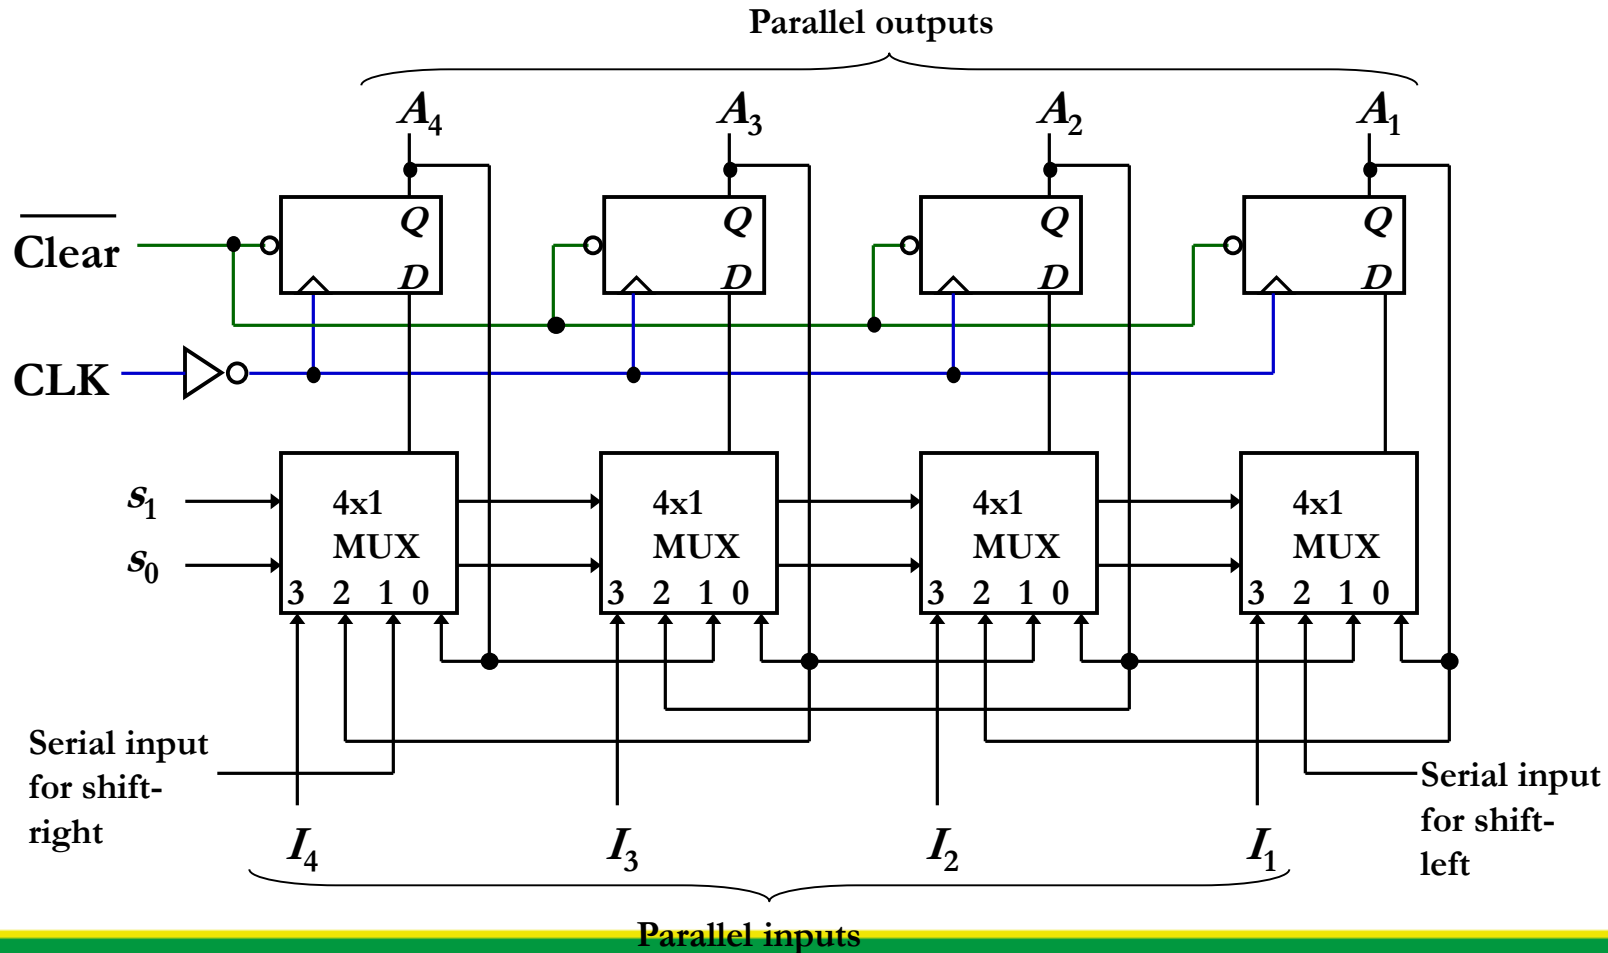 Parallel outputs
A4 A3 A2 A1
Q Q Q Q
Clear
D D D D
CLK
s1 4x1 4x1 4x1 4x1
MUX MUX MUX MUX
s0
3 2 1 0 3 2 1 0 3 2 1 0 3 2 1 0
Serial input
for shift-
right
Serial input
for shift-
left
I4 I3 I2 I1
Parallel inputs